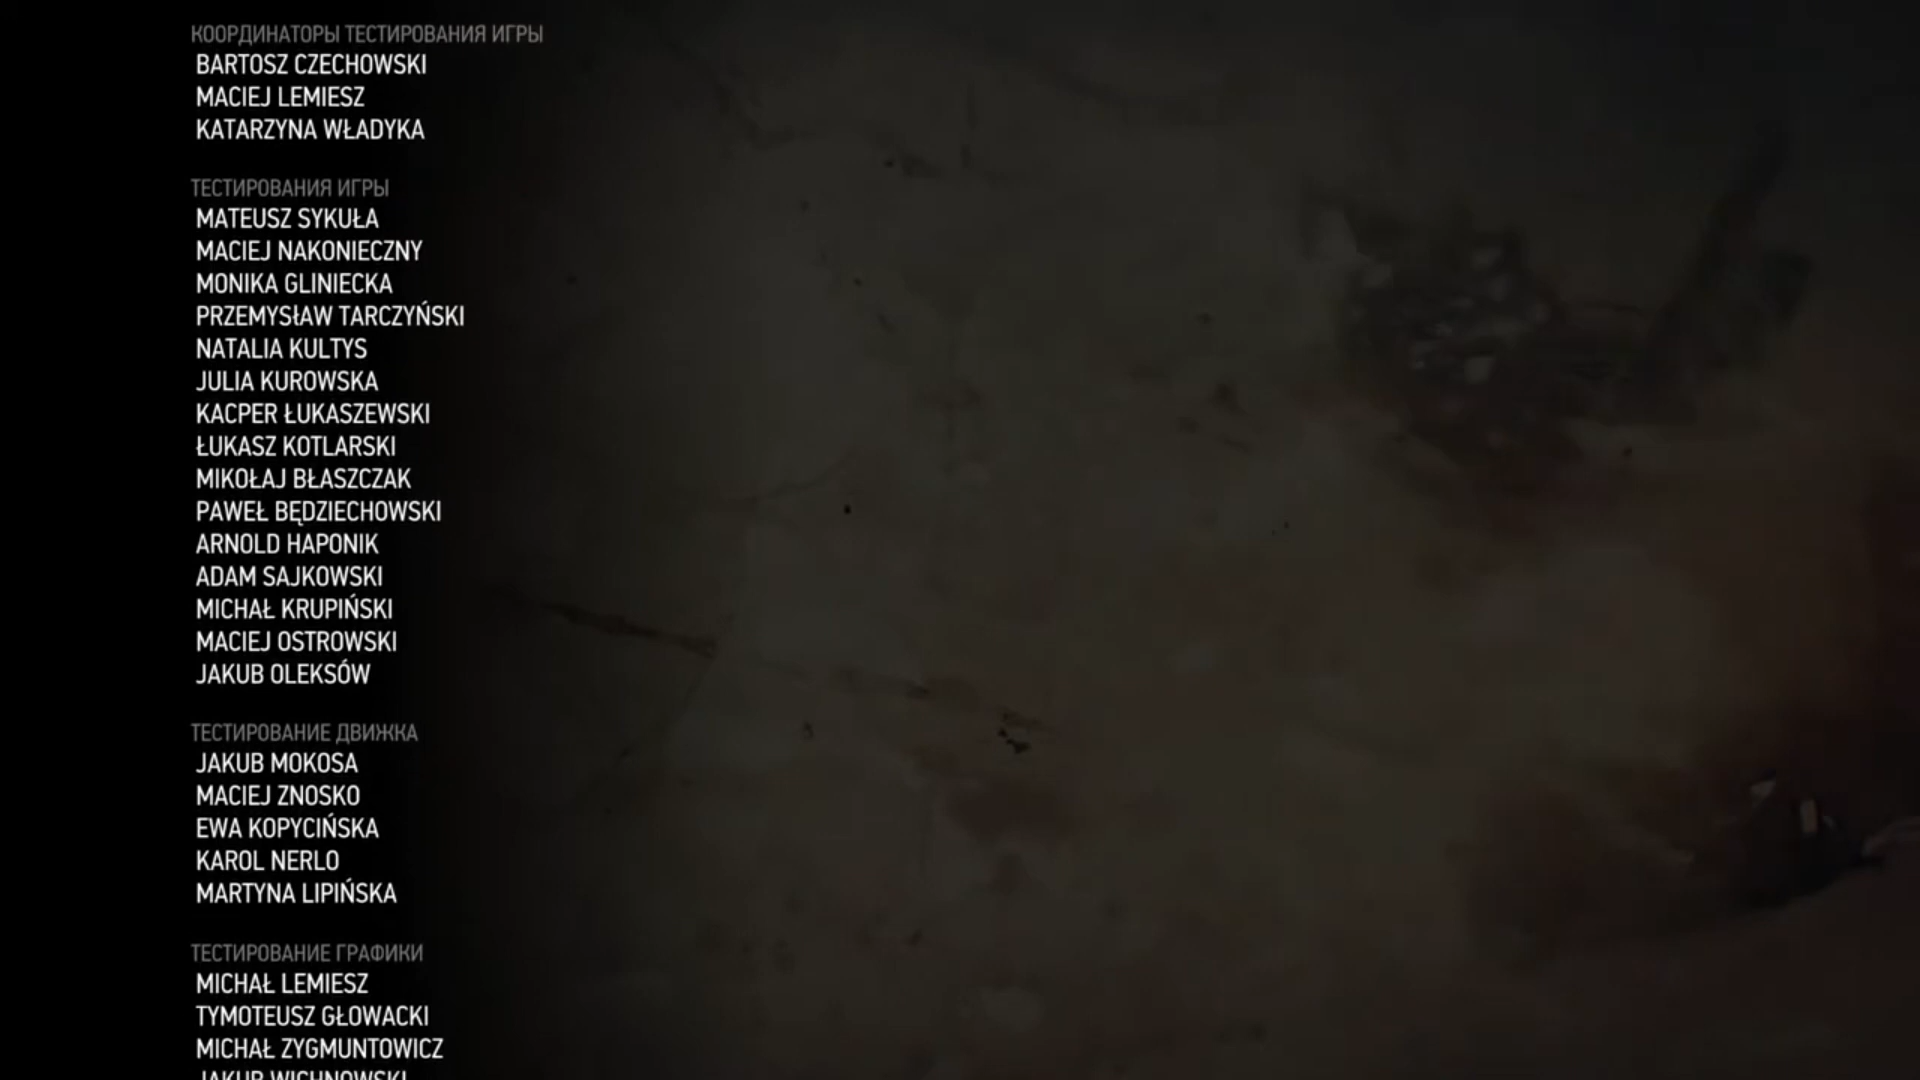 КООРДИНАТОРЫ ТЕСТИРОВАНИЯ ИГРЫ
BARTOSZ CZECHOWSKI
MACIEJ LEMIESZ
KATARZYNA WŁADYKA
ТЕСТИРОВАНИЯ ИГРЫ
MATEUSZ SYKUŁA
MACIEJ NAKONIECZNY
MONIKA GLINIECKA
PRZEMYSŁAW TARCZYŃSKI
NATALIA KULTYS
JULIA KUROWSKA
KACPER ŁUKASZEWSKI
ŁUKASZ KOTLARSKI
MIKOŁAJ BŁASZCZAK
PAWEŁ BĘDZIECHOWSKI
ARNOLD HAPONIK
ADAM SAJKOWSKI
MICHAŁ KRUPIŃSKI
MACIEJ OSTROWSKI
JAKUB OLEKSÓW
ТЕСТИРОВАНИЕ ДВИЖКА
JAKUB MOKOSA
MACIEJ ZNOSKO
EWA KOPYCIŃSKA
KAROL NERLO
MARTYNA LIPIŃSKA
ТЕСТИРОВАНИЕ ГРАФИКИ
MICHAŁ LEMIESZ
TYMOTEUSZ GŁOWACKI
MICHAŁ ZYGMUNTOWICZ
JAKUB WICHNOWSKI